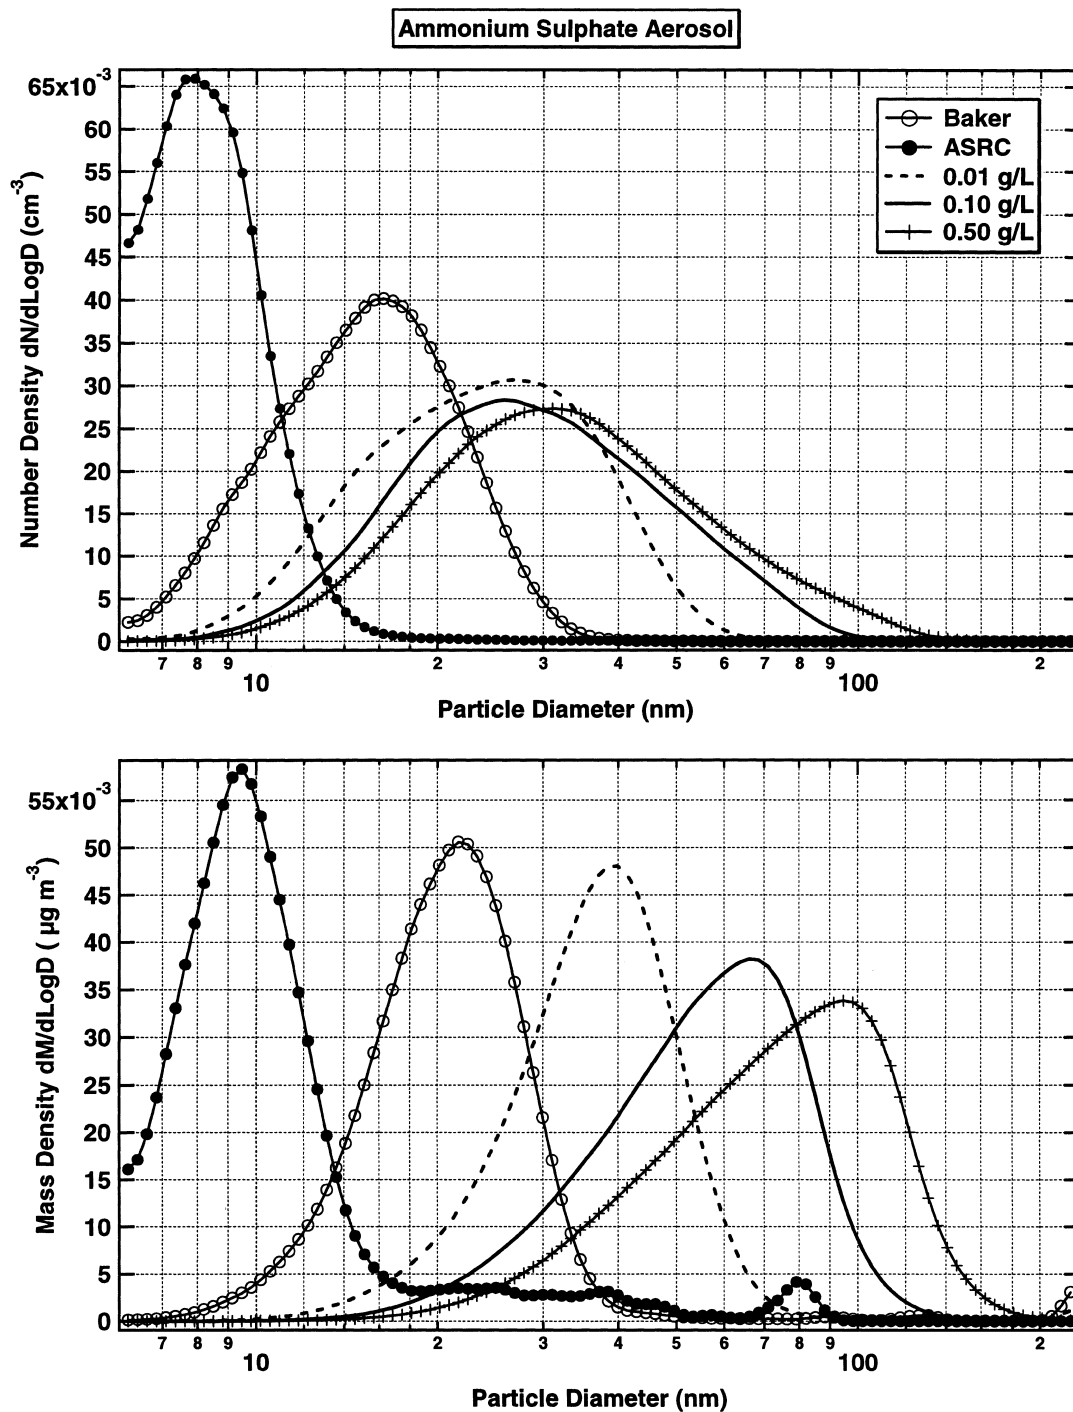 Ammonium Sulphate Aerosol
65x10-3
60
55
50
45
40
35
30
25
20
15
10
5
0
Number Density dN/dLogD (cm-3)
Baker
ASRC
0.01 g/L
0.10 g/L
0.50 g/L
7 8 9 2 3 4 5 6 7 8 9 2
10 100
Particle Diameter (nm)
55x10-3
50
45
40
35
30
25
20
15
10
5
0
Mass Density dM/dLogD ( µg m-3)
7 8 9 2 3 4 5 6 7 8 9 2
10 100
Particle Diameter (nm)